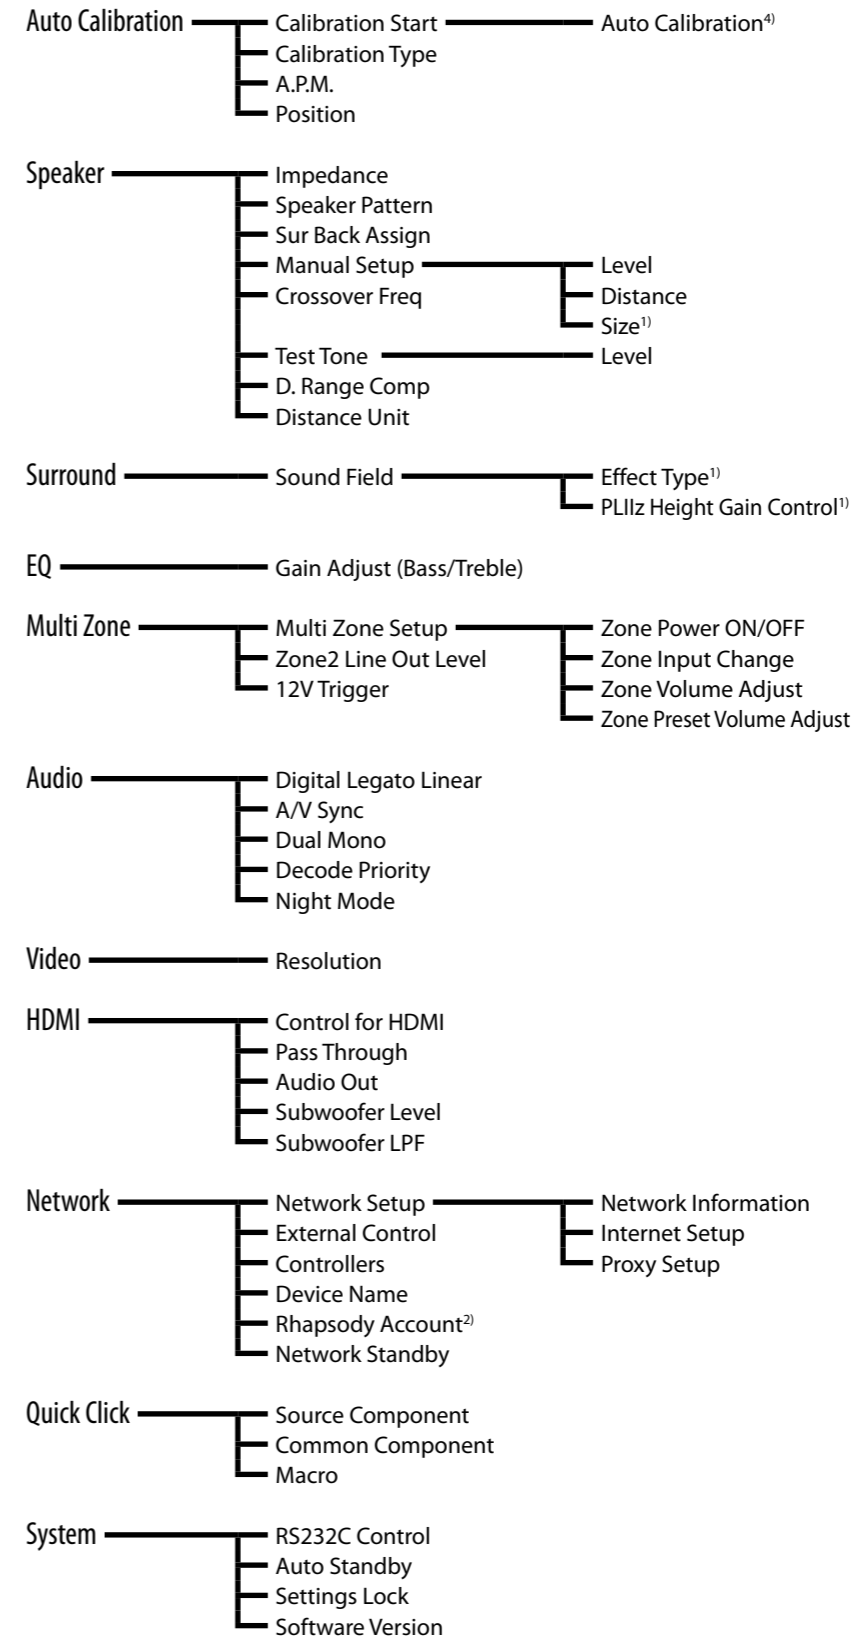 Auto Calibration Calibration Start Auto Calibration4)
Calibration Type
A.P.M.
Position
Speaker Impedance
Speaker Pattern
Sur Back Assign
Manual Setup Level
Crossover Freq Distance
Size1)
Test Tone Level
D. Range Comp
Distance Unit
Surround Sound Field Effect Type1)
PLIIz Height Gain Control1)
EQ Gain Adjust (Bass/Treble)
Multi Zone Multi Zone Setup Zone Power ON/OFF
Zone2 Line Out Level Zone Input Change
12V Trigger Zone Volume Adjust
Zone Preset Volume Adjust
Audio Digital Legato Linear
A/V Sync
Dual Mono
Decode Priority
Night Mode
Video Resolution
HDMI Control for HDMI
Pass Through
Audio Out
Subwoofer Level
Subwoofer LPF
Network Network Setup Network Information
External Control Internet Setup
Controllers Proxy Setup
Device Name
Rhapsody Account2)
Network Standby
Quick Click Source Component
Common Component
Macro
System RS232C Control
Auto Standby
Settings Lock
Software Version